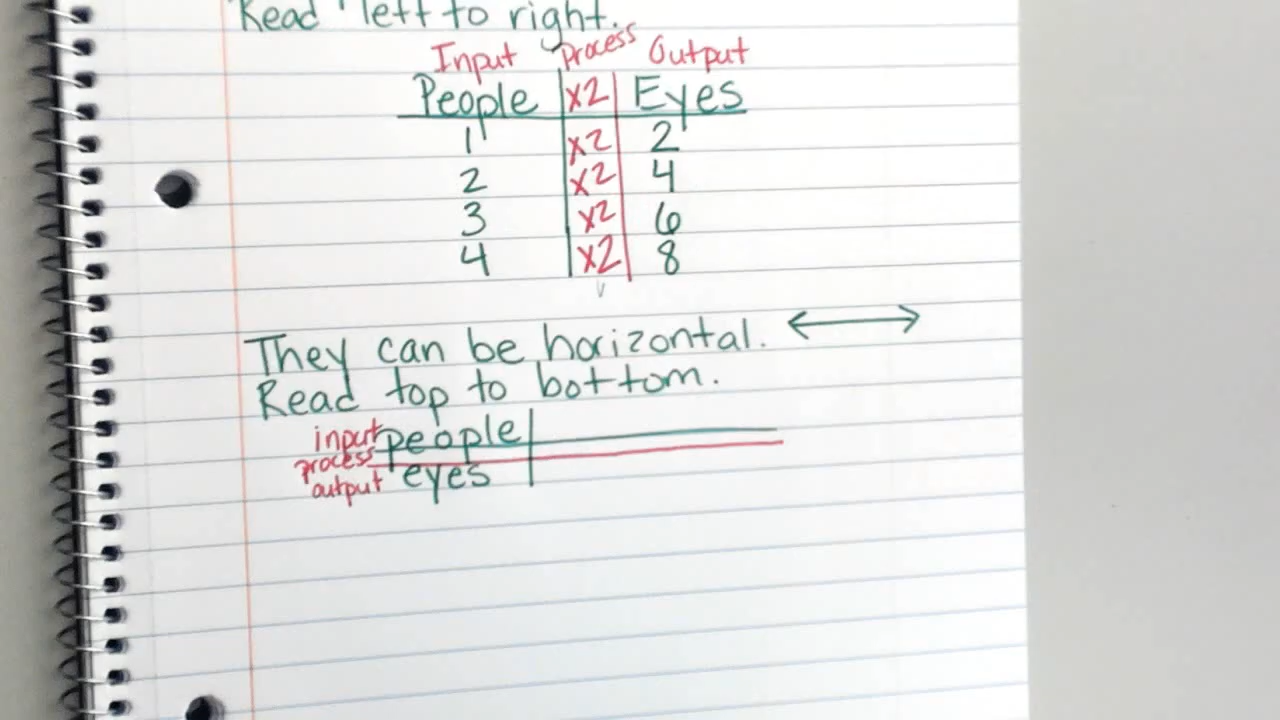 Read left to right.
Input Process Output
People x2 Eyes
1 x2 2
2 x2 4
3 x2 6
4 x2 8
They can be horizontal.
Read top to bottom.
input people
process
output eyes